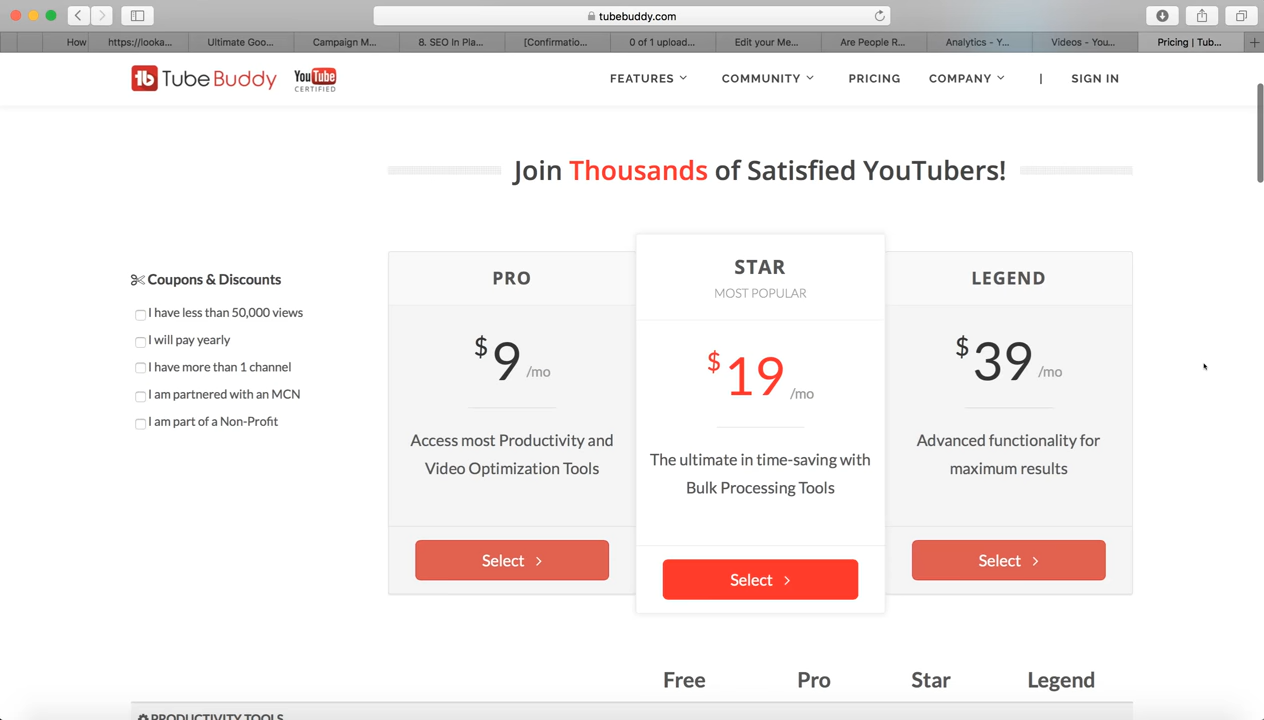 tubebuddy.com
How
https://looka...
Ultimate Goo...
Campaign M...
8. SEO In Pla...
[Confirmatio...
0 of 1 upload...
Edit your Me...
Are People R...
Analytics - Y...
Videos - You...
Pricing | Tub...
tb TubeBuddy
YouTube
CERTIFIED
FEATURES
COMMUNITY
PRICING
COMPANY
|
SIGN IN
Join Thousands of Satisfied YouTubers!
Coupons & Discounts
I have less than 50,000 views
I will pay yearly
I have more than 1 channel
I am partnered with an MCN
I am part of a Non-Profit
PRO
$9/mo
Access most Productivity and
Video Optimization Tools
Select >
STAR
MOST POPULAR
$19/mo
The ultimate in time-saving with
Bulk Processing Tools
Select >
LEGEND
$39/mo
Advanced functionality for
maximum results
Select >
Free Pro Star Legend
PRODUCTIVITY TOOLS